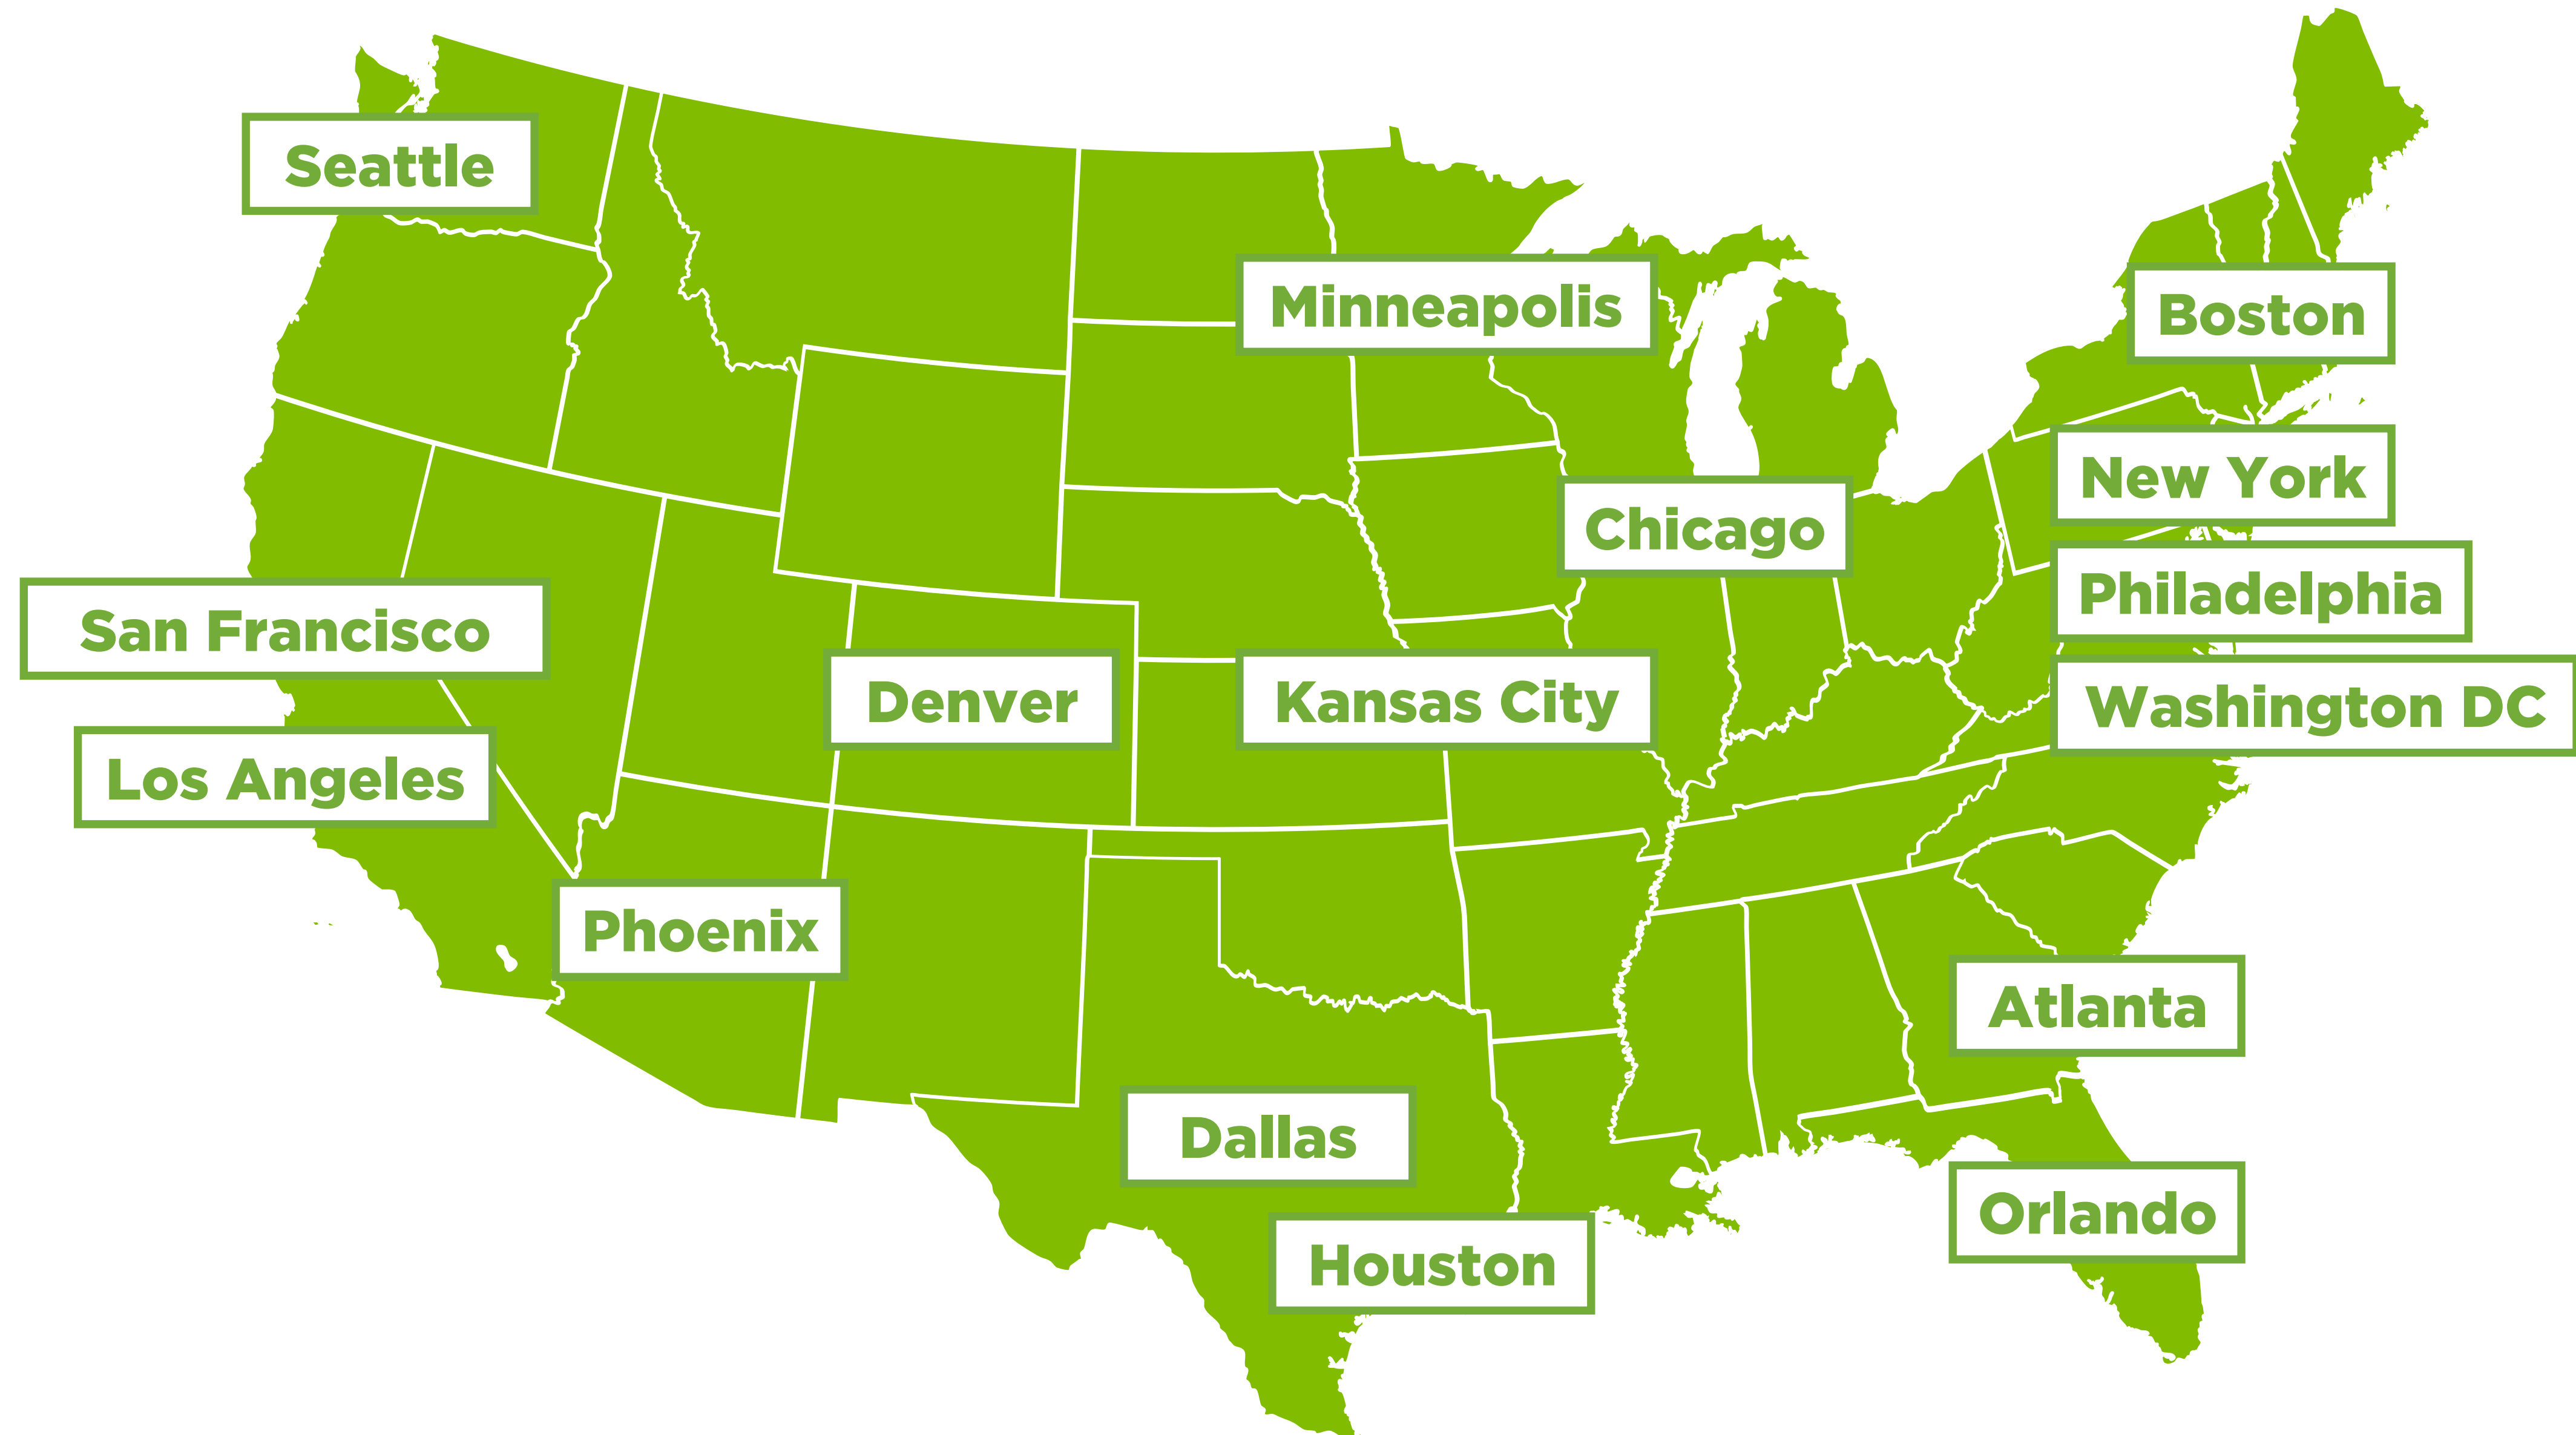 Seattle
Minneapolis
Boston
New York
Chicago
Philadelphia
San Francisco
Denver
Kansas City
Washington DC
Los Angeles
Phoenix
Atlanta
Dallas
Orlando
Houston